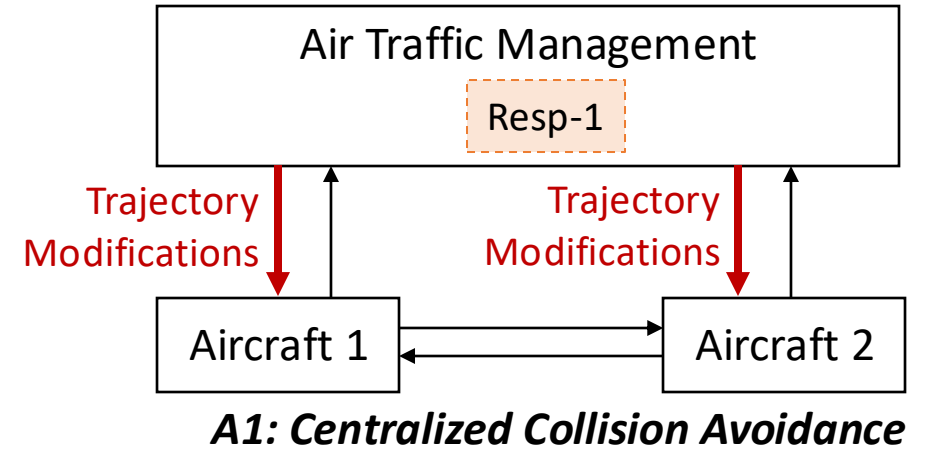 Air Traffic Management
Resp-1
Trajectory
Modifications
Trajectory
Modifications
Aircraft 1
Aircraft 2
A1: Centralized Collision Avoidance